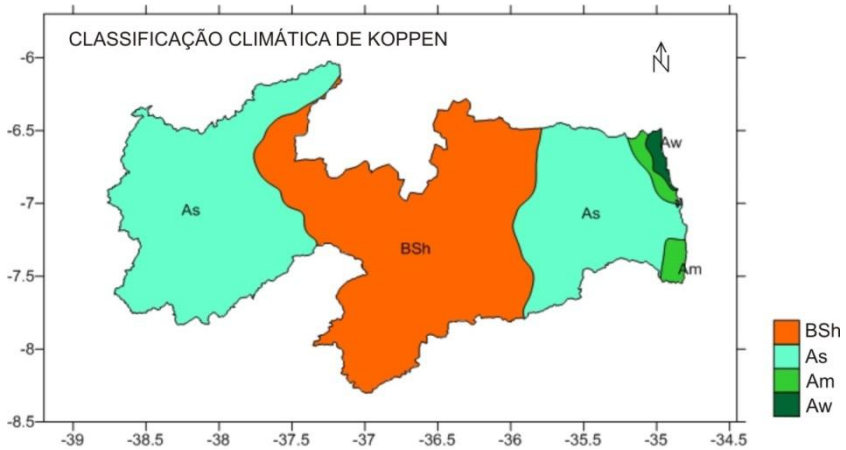 CLASSIFICAÇÃO CLIMÁTICA DE KOPPEN
N
-6
-6.5
-7
-7.5
-8
-8.5
Aw
As
As
BSh
Am
BSh
As
Am
Aw
-39 -38.5 -38 -37.5 -37 -36.5 -36 -35.5 -35 -34.5